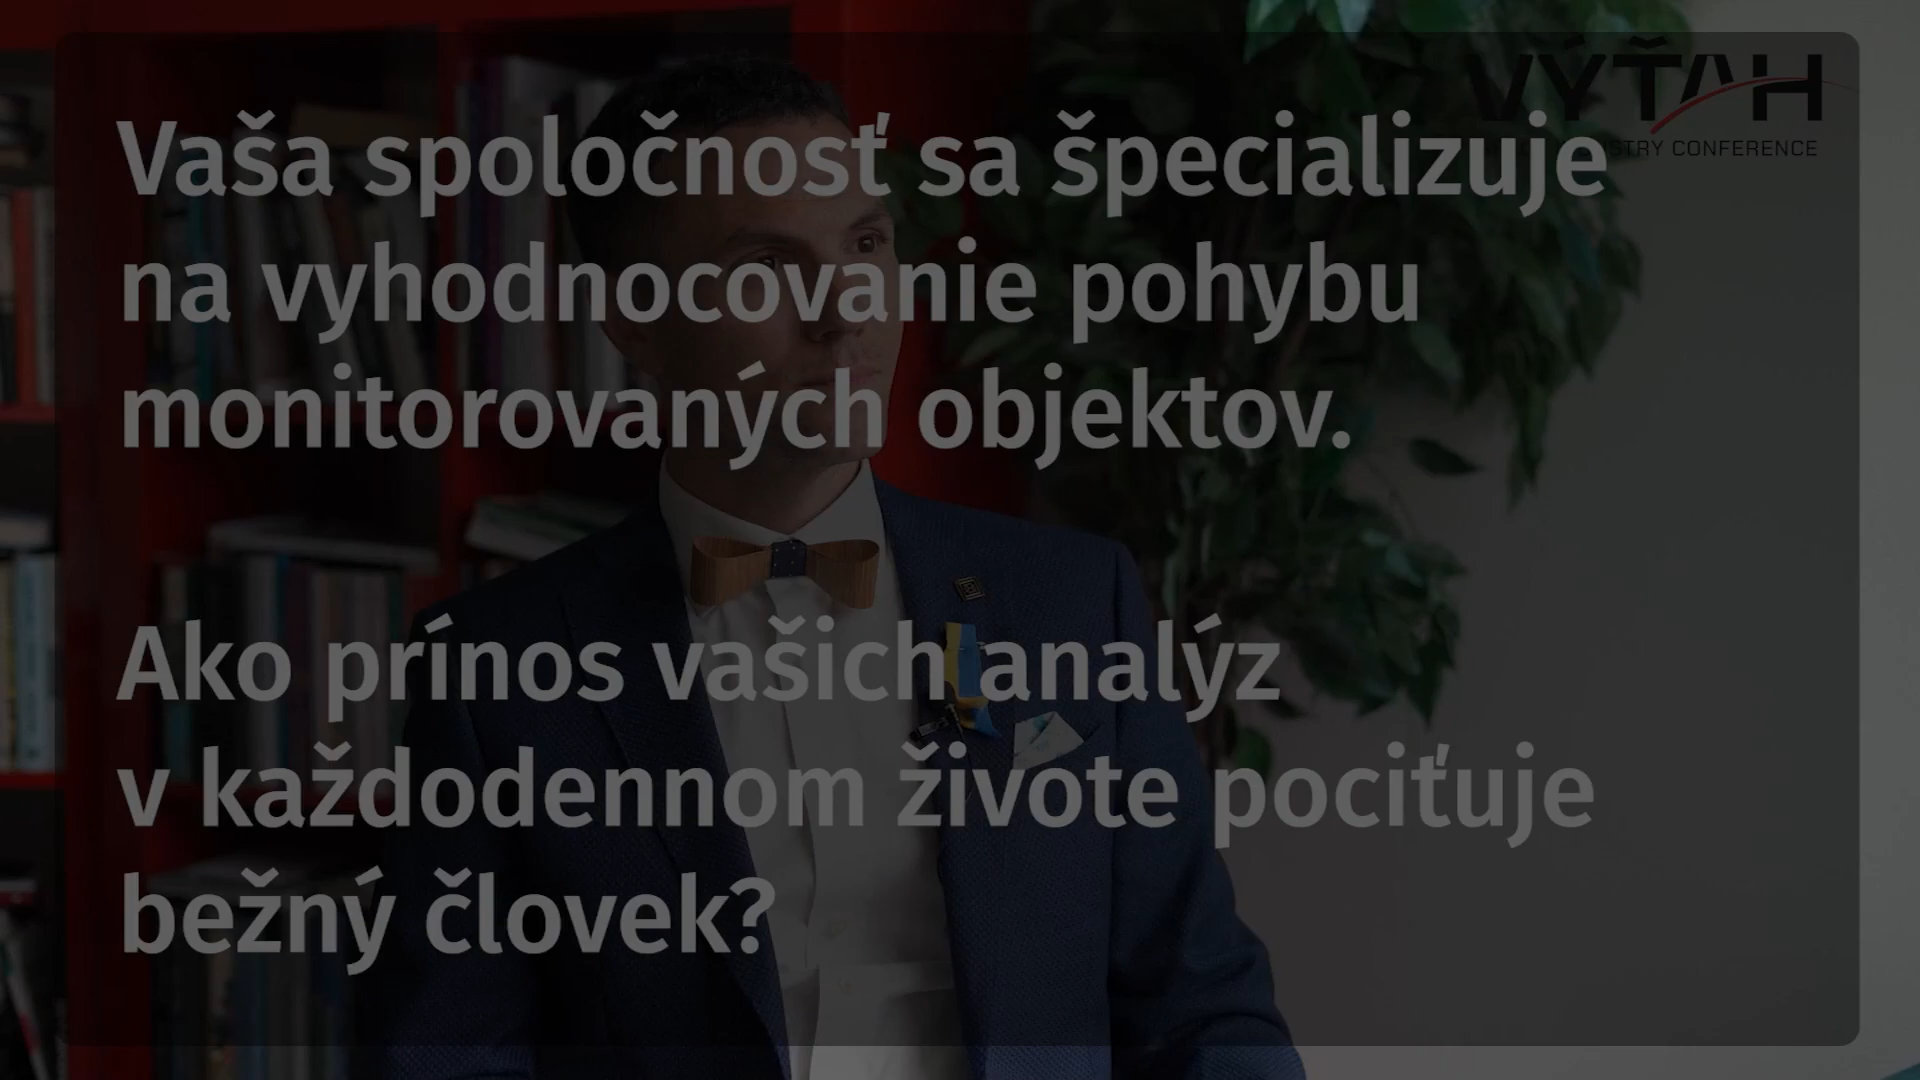 VÝŤAH
Vaša spoločnosť sa špecializuje
STRY CONFERENCE
na vyhodnocovanie pohybu
monitorovaných objektov.
Ako prínos vašich analýz
v každodennom živote pociťuje
bežný človek?